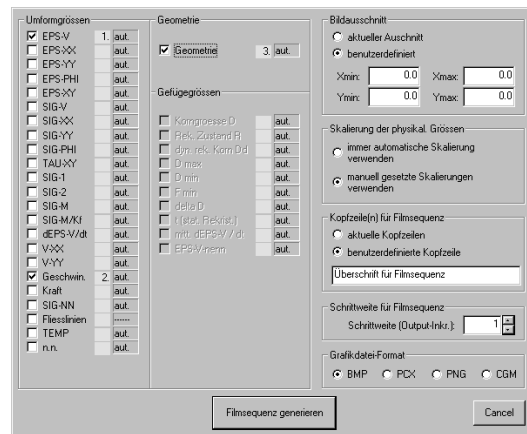 Umformgrössen
EPS-V 1. aut.
EPS-XX aut.
EPS-YY aut.
EPS-PHI aut.
EPS-XY aut.
SIG-V aut.
SIG-XX aut.
SIG-YY aut.
SIG-PHI aut.
TAU-XY aut.
SIG-1 aut.
SIG-2 aut.
SIG-M aut.
SIG-M/Kf aut.
dEPS-V/dt aut.
V-XX aut.
V-YY aut.
Geschwin. 2. aut.
Kraft aut.
SIG-NN aut.
Fliesslinien ------
TEMP aut.
n.n. aut.
Geometrie
Geometrie 3. aut.
Gefügegrössen
Korngroesse D aut.
Rek. Zustand R aut.
dyn. rek. Korn Dd aut.
D max aut.
D min aut.
F min aut.
delta D aut.
t (stat. Rekrist.) aut.
mitt. dEPS-V / dt aut.
EPS-V-nenn aut.
Bildausschnitt
aktueller Auschnitt
benutzerdefiniert
Xmin: 0.0 Xmax: 0.0
Ymin: 0.0 Ymax: 0.0
Skalierung der physikal. Grössen
immer automatische Skalierung
verwenden
manuell gesetzte Skalierungen
verwenden
Kopfzeile(n) für Filmsequenz
aktuelle Kopfzeilen
benutzerdefinierte Kopfzeile
Überschrift für Filmsequenz
Schrittweite für Filmsequenz
Schrittweite (Output-Inkr.): 1
Grafikdatei-Format
BMP PCX PNG CGM
Filmsequenz generieren
Cancel